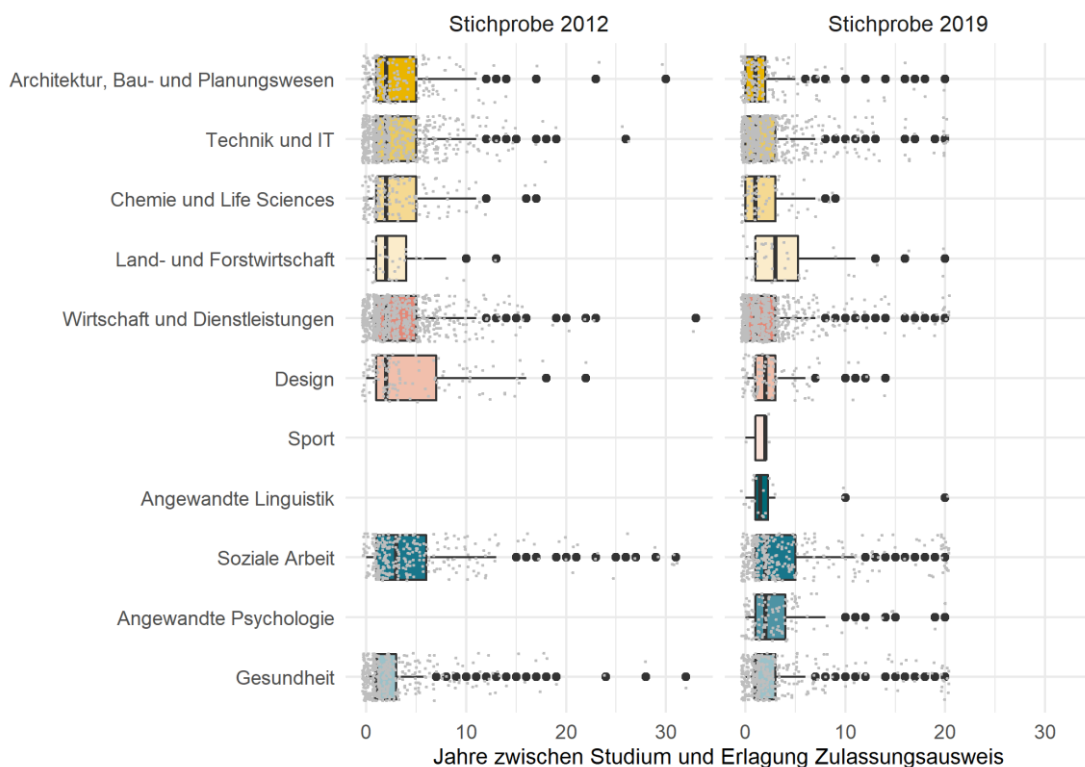 Stichprobe 2012
Stichprobe 2019
Architektur, Bau- und Planungswesen
Technik und IT
Chemie und Life Sciences
Land- und Forstwirtschaft
Wirtschaft und Dienstleistungen
Design
Sport
Angewandte Linguistik
Soziale Arbeit
Angewandte Psychologie
Gesundheit
0 10 20 30
0 10 20 30
Jahre zwischen Studium und Erlagung Zulassungsausweis